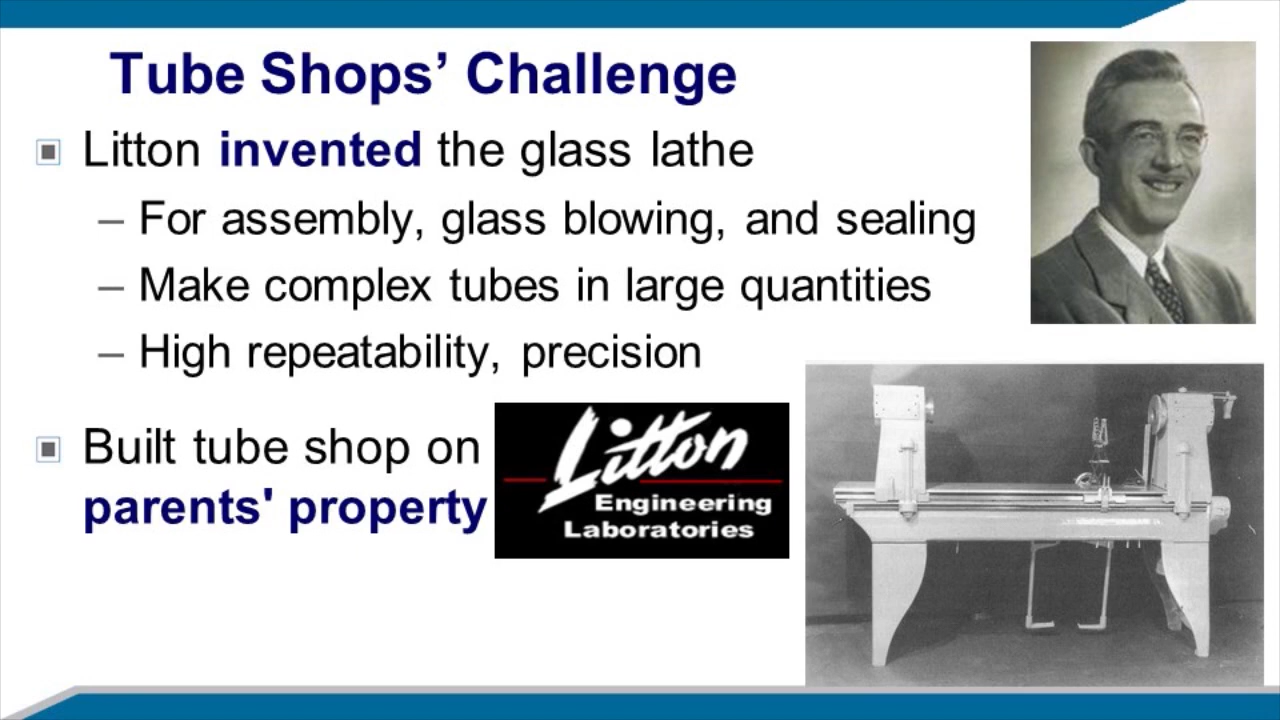 Tube Shops’ Challenge
Litton invented the glass lathe
– For assembly, glass blowing, and sealing
– Make complex tubes in large quantities
– High repeatability, precision
Built tube shop on
parents' property
Litton
Engineering
Laboratories